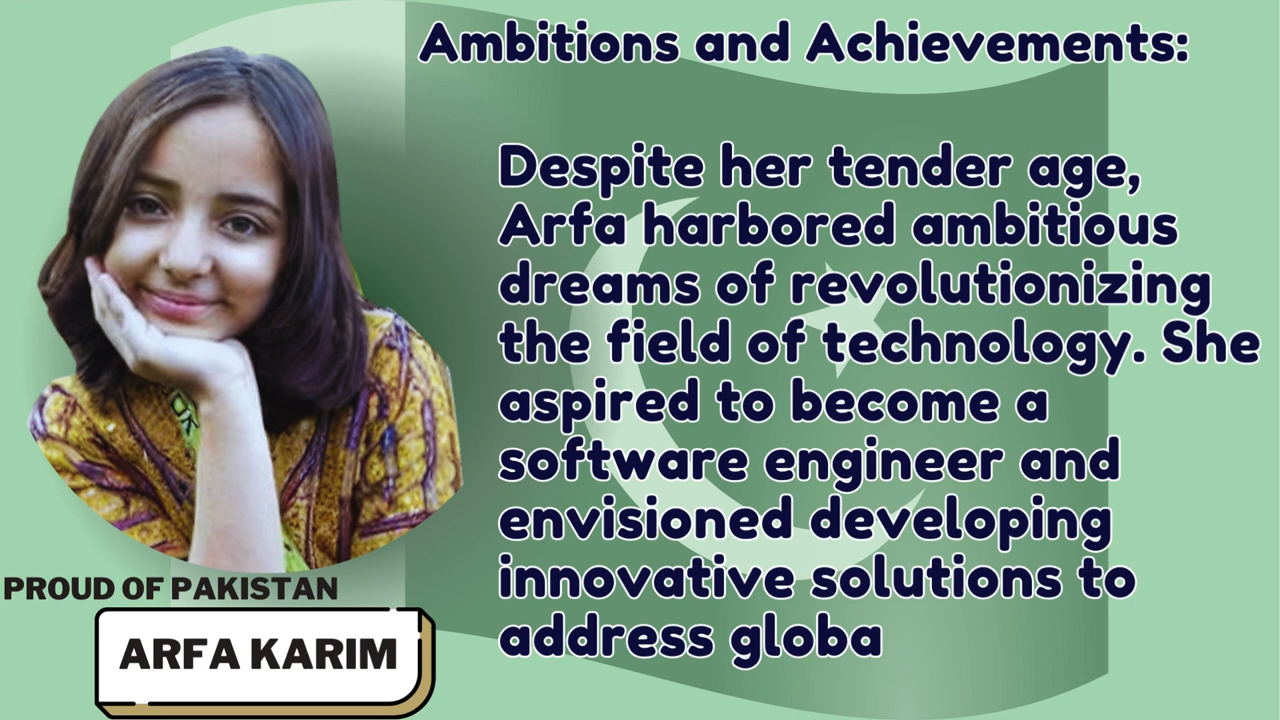 Ambitions and Achievements:
Despite her tender age,
Arfa harbored ambitious
dreams of revolutionizing
the field of technology. She
aspired to become a
software engineer and
envisioned developing
innovative solutions to
address globa
PROUD OF PAKISTAN
ARFA KARIM